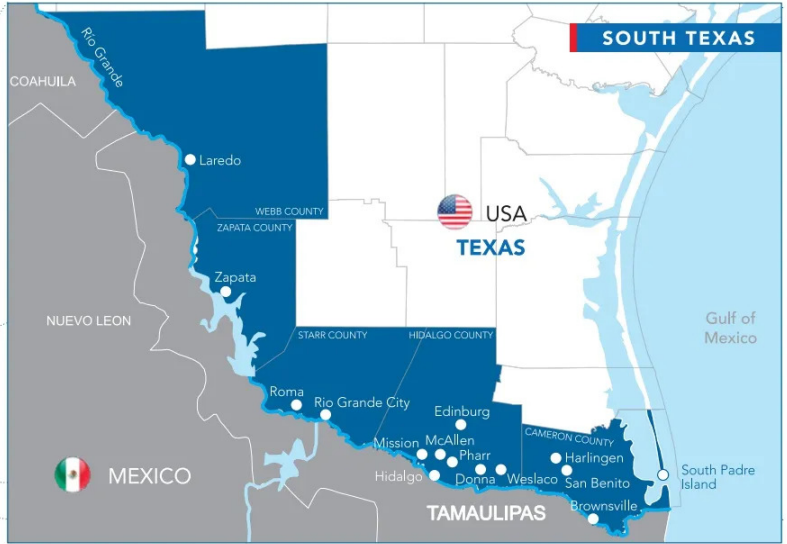 SOUTH TEXAS
Rio Grande
COAHUILA
Laredo
WEBB COUNTY
ZAPATA COUNTY
USA
TEXAS
Zapata
NUEVO LEON
Gulf of
Mexico
STARR COUNTY
HIDALGO COUNTY
Roma
Rio Grande City
Edinburg
Mission
McAllen
CAMERON COUNTY
Pharr
Harlingen
Hidalgo
Donna
Weslaco
San Benito
South Padre
Island
MEXICO
TAMAULIPAS
Brownsville